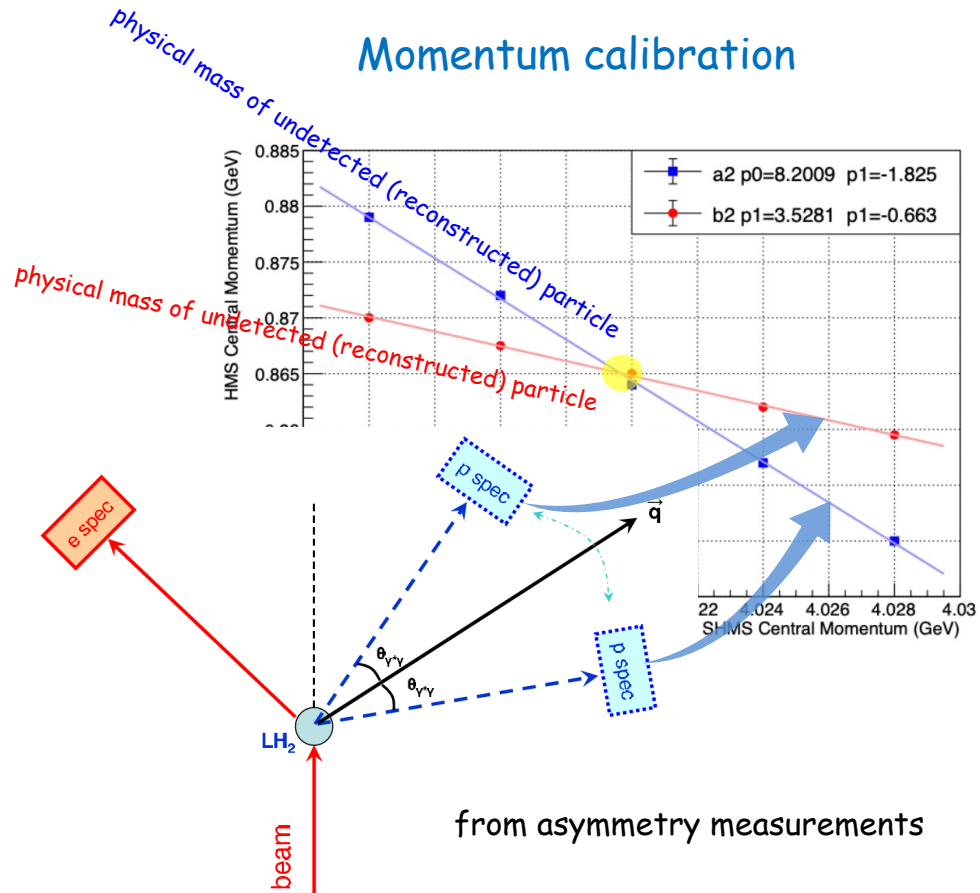 Momentum calibration
physical mass of undetected (reconstructed) particle
physical mass of undetected (reconstructed) particle
HMS Central Momentum (GeV)
0.885
0.88
0.875
0.87
0.865
a2 p0=8.2009 p1=-1.825
b2 p1=3.5281 p1=-0.663
22 4.024 4.026 4.028 4.03
SHMS Central Momentum (GeV)
e spec
p spec
q
p spec
θγ*γ
θγ*γ
LH2
beam
from asymmetry measurements